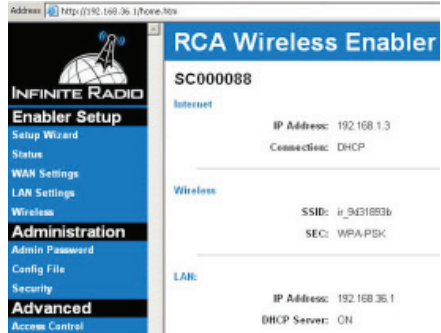 Address http://192.168.36.1/home.htm
RCA Wireless Enabler
INFINITE RADIO
Enabler Setup
Setup Wizard
Status
WAN Settings
LAN Settings
Wireless
Administration
Admin Password
Config File
Security
Advanced
Access Control
SC000088
Internet
IP Address: 192.168.1.3
Connection: DHCP
Wireless
SSID: ir_9d31893b
SEC: WPA-PSK
LAN:
IP Address: 192.168.36.1
DHCP Server: ON